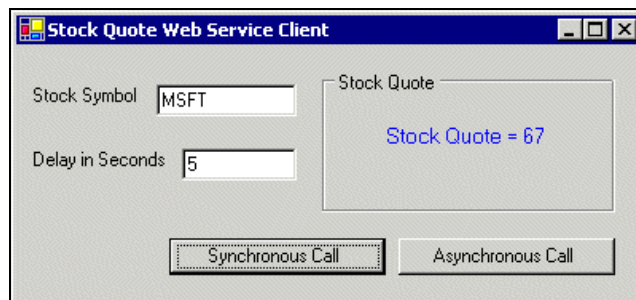 Stock Quote Web Service Client
Stock Symbol MSFT
Delay in Seconds 5
Stock Quote
Stock Quote = 67
Synchronous Call
Asynchronous Call